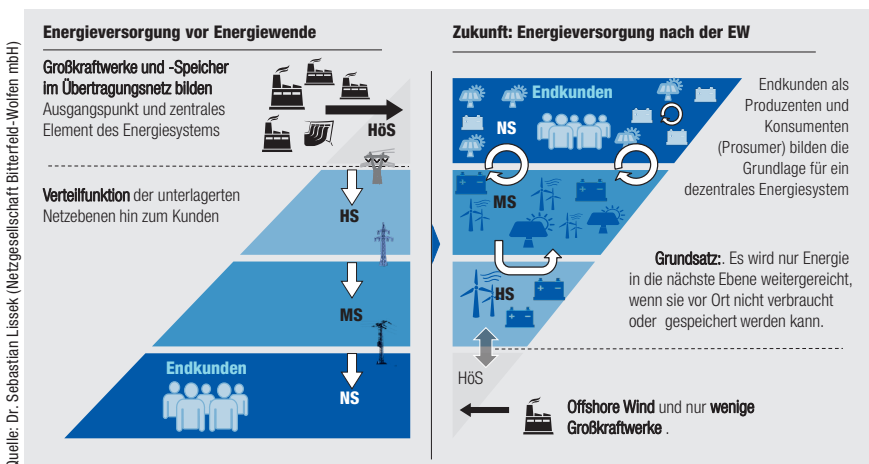 Energieversorgung vor Energiewende
Großkraftwerke und -Speicher
im Übertragungsnetz bilden
Ausgangspunkt und zentrales
Element des Energiesystems
HöS
Verteilfunktion der unterlagerten
Netzebenen hin zum Kunden
HS
MS
Endkunden
NS
Zukunft: Energieversorgung nach der EW
Endkunden
NS
MS
HS
HöS
Endkunden als
Produzenten und
Konsumenten
(Prosumer) bilden die
Grundlage für ein
dezentrales Energiesystem
Grundsatz:. Es wird nur Energie
in die nächste Ebene weitergereicht,
wenn sie vor Ort nicht verbraucht
oder gespeichert werden kann.
Offshore Wind und nur wenige
Großkraftwerke .
Quelle: Dr. Sebastian Lissek (Netzgesellschaft Bitterfeld-Wolfen mbH)